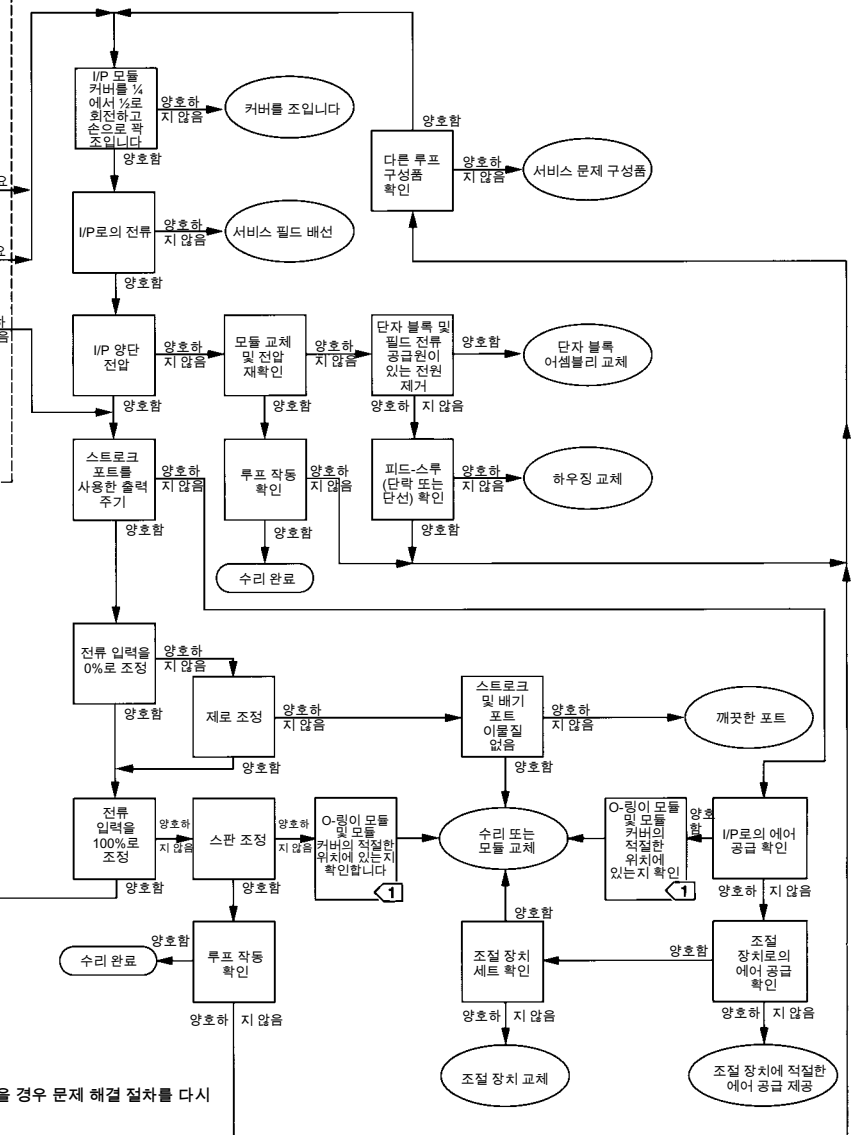 I/P 모듈
커버를 ¼
에서 ½로
회전하고
손으로 꽉
조입니다
양호하
지 않음
커버를 조입니다
양호함
양호함
다른 루프
구성품
확인
양호하
지 않음
서비스 문제 구성품
요
I/P로의 전류
양호하
지 않음
서비스 필드 배선
요
양호함
하
음
I/P 양단
전압
양호하
지 않음
모듈 교체
및 전압
재확인
양호하
지 않음
단자 블록 및
필드 전류
공급원이
있는 전원
제거
양호함
단자 블록
어셈블리 교체
양호함
양호함
양호하 지 않음
스트로크
포트를
사용한 출력
주기
양호하
지 않음
루프 작동
확인
양호하
지 않음
피드-스루
(단락 또는
단선) 확인
양호하
지 않음
하우징 교체
양호함
양호함
양호함
수리 완료
전류 입력을
0%로 조정
양호하
지 않음
양호함
제로 조정
양호하
지 않음
스트로크
및 배기
포트
이물질
없음
양호하
지 않음
깨끗한 포트
양호함
양호함
전류
입력을
100%로
조정
양호하
지 않음
스판 조정
양호하
지 않음
O-링이 모듈
및 모듈
커버의 적절한
위치에 있는지
확인합니다
1
수리 또는
모듈 교체
O-링이 모듈
및 모듈
커버의
적절한
위치에
있는지 확인
1
양호
함
I/P로의 에어
공급 확인
양호함
양호함
양호함
양호하 지 않음
수리 완료
양호함
루프 작동
확인
조절 장치
세트 확인
양호함
조절
장치로의
에어 공급
확인
양호하 지 않음
양호하 지 않음
양호하 지 않음
조절 장치 교체
조절 장치에 적절한
에어 공급 제공
을 경우 문제 해결 절차를 다시